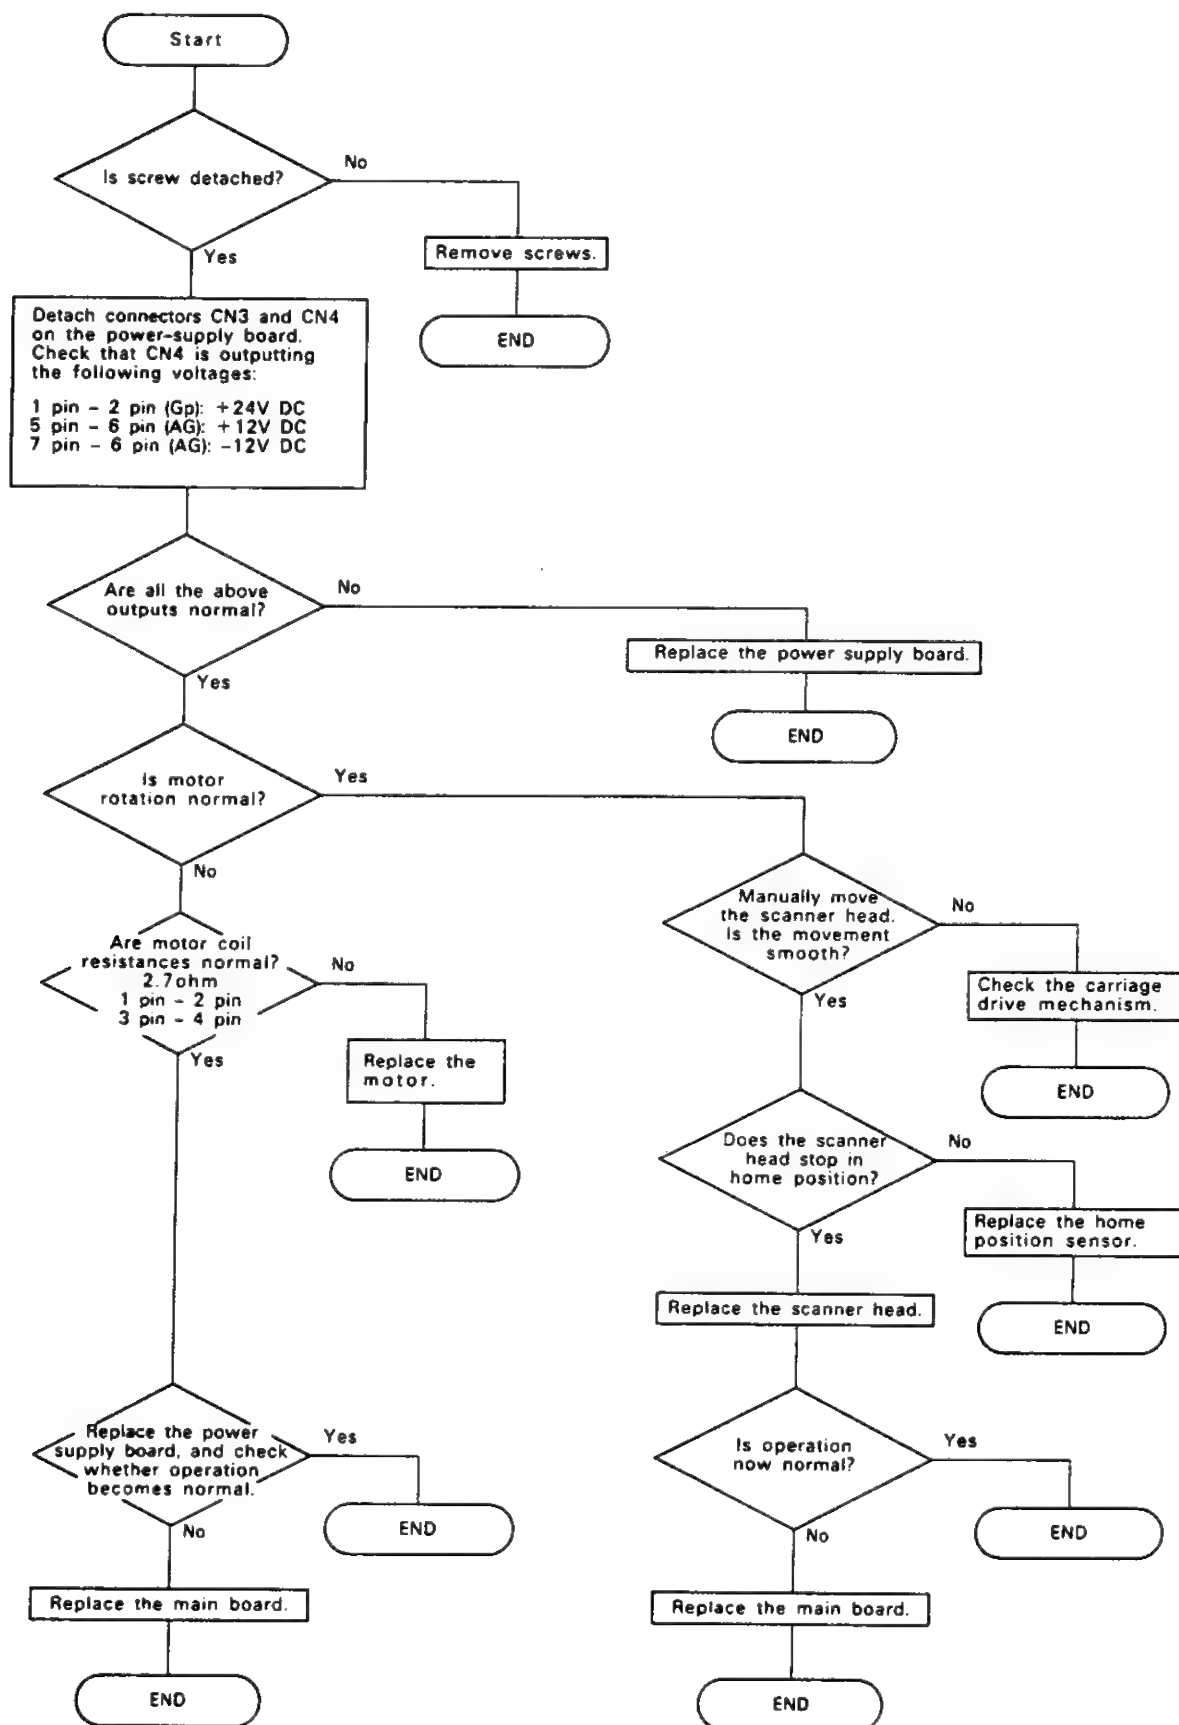 Start
Is screw detached?
No
Yes
Remove screws.
END
Detach connectors CN3 and CN4
on the power-supply board.
Check that CN4 is outputting
the following voltages:
1 pin – 2 pin (Gp): +24V DC
5 pin – 6 pin (AG): +12V DC
7 pin – 6 pin (AG): –12V DC
Are all the above
outputs normal?
No
Yes
Replace the power supply board.
END
Is motor
rotation normal?
Yes
No
Are motor coil
resistances normal?
2.7ohm
1 pin – 2 pin
3 pin – 4 pin
No
Yes
Replace the
motor.
END
Replace the power
supply board, and check
whether operation
becomes normal.
Yes
END
No
Replace the main board.
END
Manually move
the scanner head.
Is the movement
smooth?
No
Yes
Check the carriage
drive mechanism.
END
Does the scanner
head stop in
home position?
No
Yes
Replace the home
position sensor.
END
Replace the scanner head.
Is operation
now normal?
Yes
END
No
Replace the main board.
END